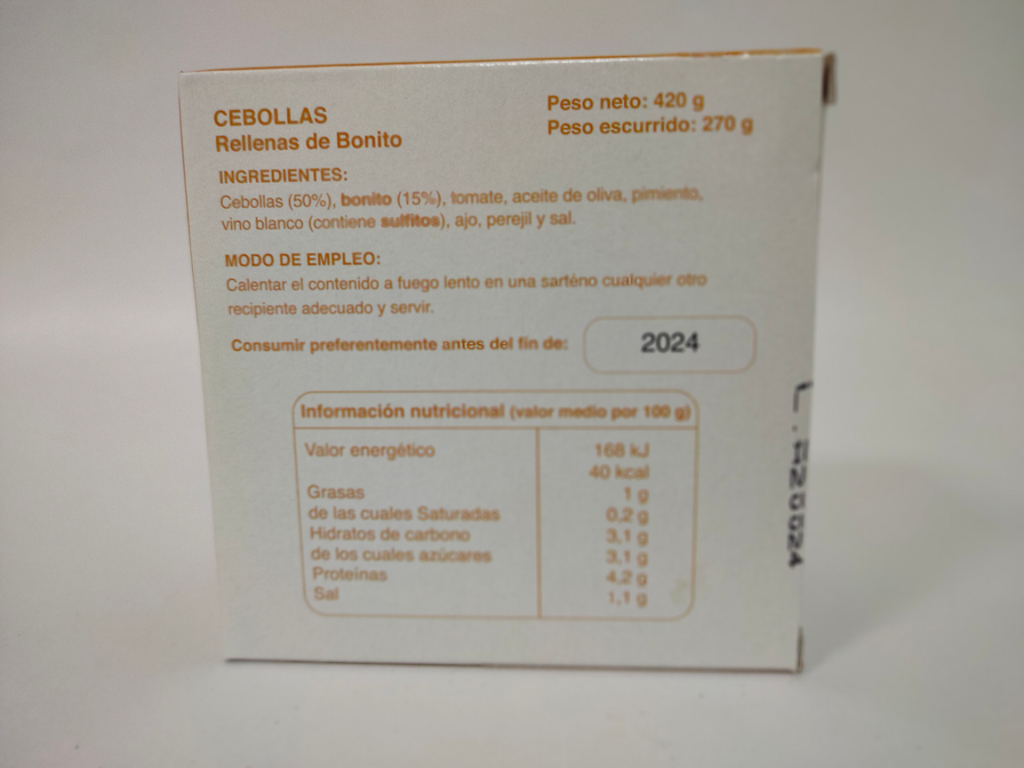 CEBOLLAS
Rellenas de Bonito
Peso neto: 420 g
Peso escurrido: 270 g
INGREDIENTES:
Cebollas (50%), bonito (15%), tomate, aceite de oliva, pimiento,
vino blanco (contiene sulfitos), ajo, perejil y sal.
MODO DE EMPLEO:
Calentar el contenido a fuego lento en una sarténo cualquier otro
recipiente adecuado y servir.
Consumir preferentemente antes del fin de: 2024
Información nutricional (valor medio por 100 g)
Valor energético 168 kJ
40 kcal
Grasas 1 g
de las cuales Saturadas 0,2 g
Hidratos de carbono 3,1 g
de los cuales azúcares 3,1 g
Proteínas 4,2 g
Sal 1,1 g